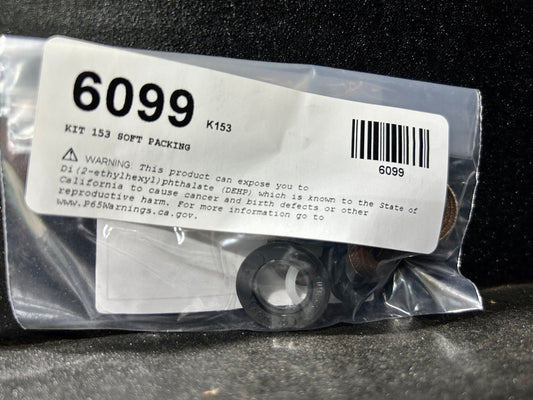 6099 K153
KIT 153 SOFT PACKING
⚠ WARNING: This product can expose you to
Di(2-ethylhexyl)phthalate (DEHP) which is known to the State of
California to cause cancer and birth defects or other
reproductive harm. For more information go to
www.P65Warnings.ca.gov.
6099